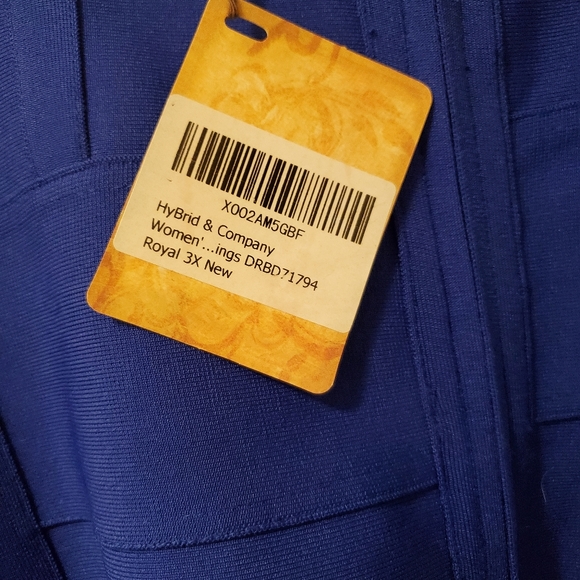 X002AM5GBF
HyBrid & Company
Women'...ings DRBD71794
Royal 3X New